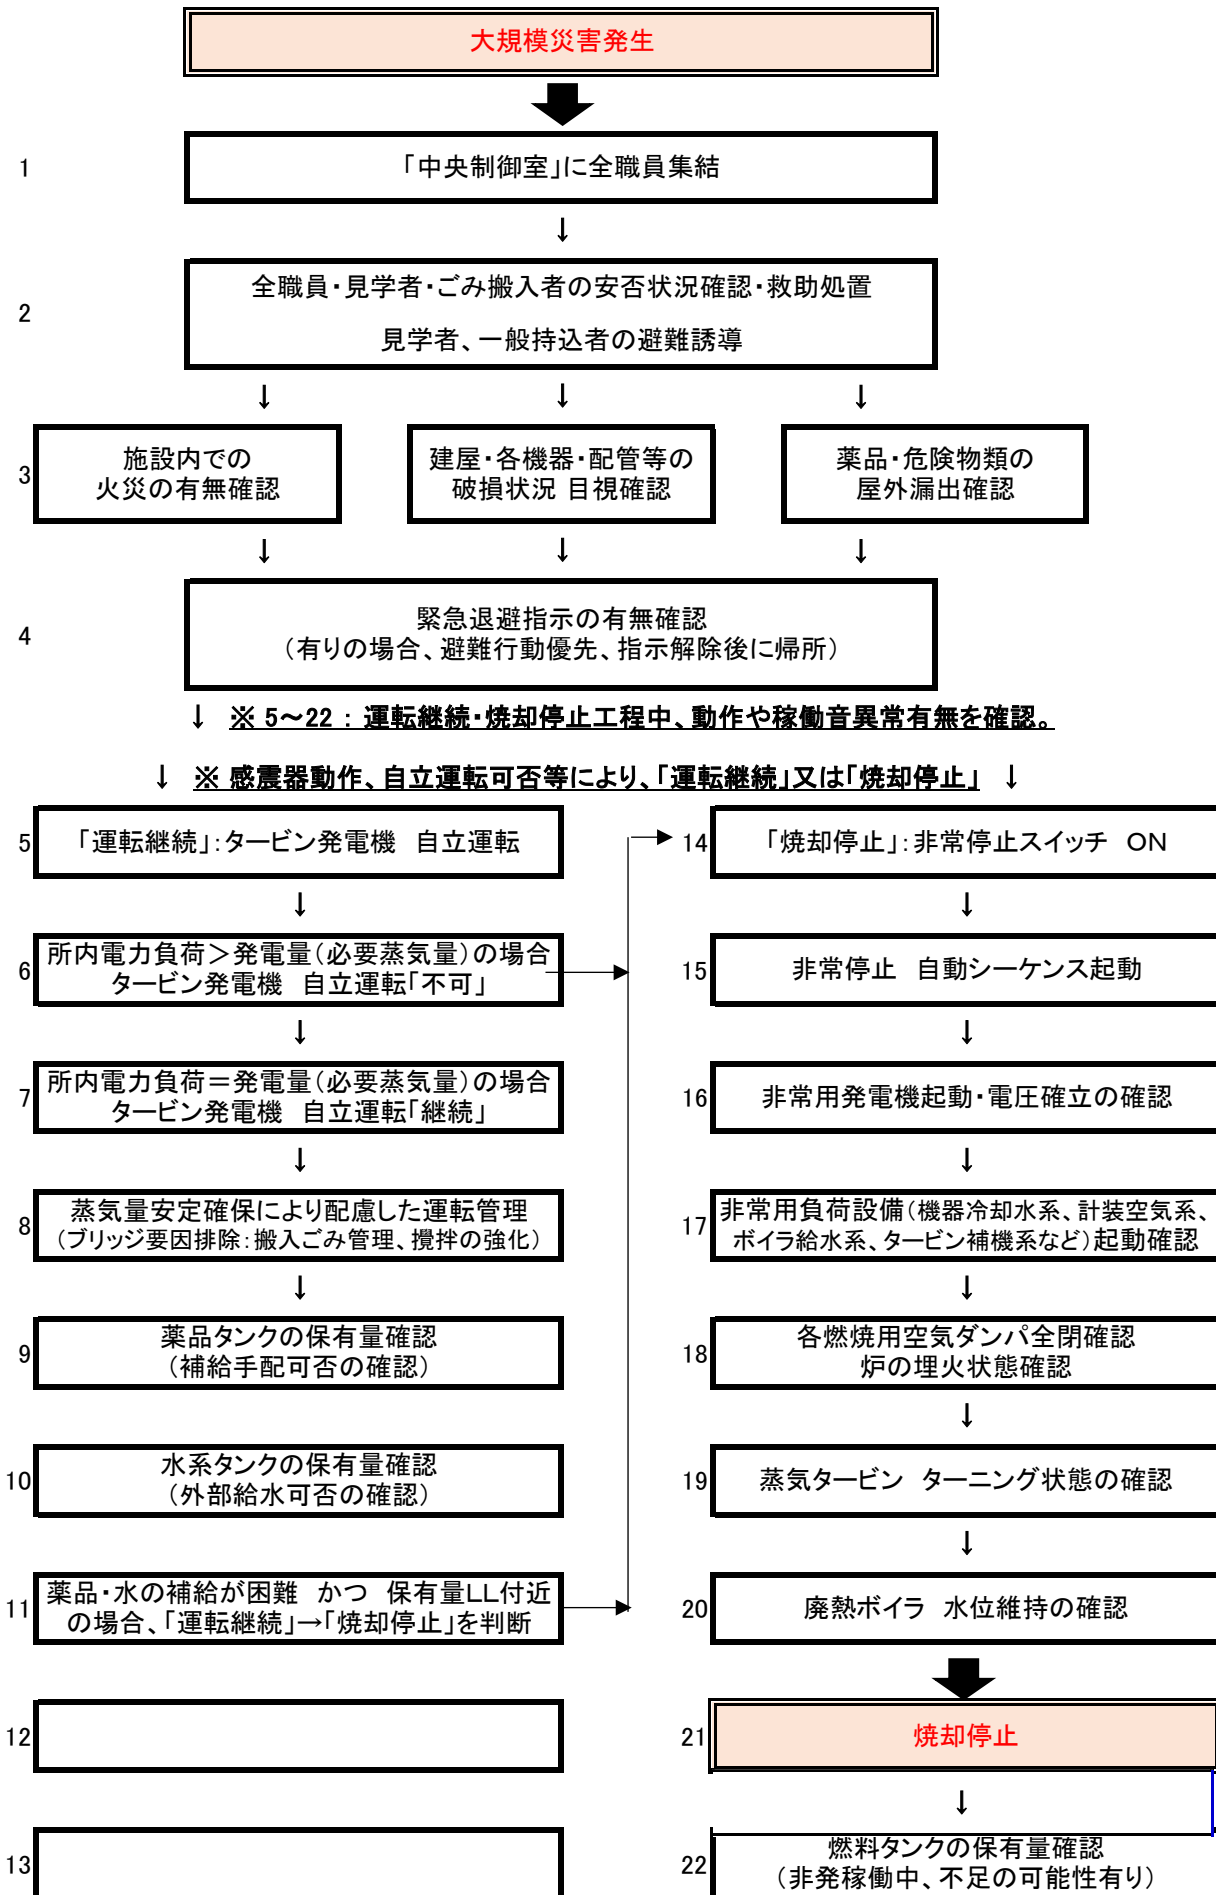 大規模災害発生
1
「中央制御室」に全職員集結
↓
2
全職員・見学者・ごみ搬入者の安否状況確認・救助処置
見学者、一般持込者の避難誘導
↓ ↓ ↓
3
施設内での
火災の有無確認
建屋・各機器・配管等の
破損状況 目視確認
薬品・危険物類の
屋外漏出確認
↓ ↓ ↓
4
緊急退避指示の有無確認
（有りの場合、避難行動優先、指示解除後に帰所）
↓ ※ 5～22 ： 運転継続・焼却停止工程中、動作や稼働音異常有無を確認。
↓ ※ 感震器動作、自立運転可否等により、「運転継続」又は「焼却停止」 ↓
5
「運転継続」：タービン発電機 自立運転
↓
6
所内電力負荷＞発電量（必要蒸気量）の場合
タービン発電機 自立運転「不可」
↓
7
所内電力負荷＝発電量（必要蒸気量）の場合
タービン発電機 自立運転「継続」
↓
8
蒸気量安定確保により配慮した運転管理
（ブリッジ要因排除：搬入ごみ管理、攪拌の強化）
↓
9
薬品タンクの保有量確認
（補給手配可否の確認）
10
水系タンクの保有量確認
（外部給水可否の確認）
11
薬品・水の補給が困難 かつ 保有量LL付近
の場合、「運転継続」→「焼却停止」を判断
12
13
14
「焼却停止」：非常停止スイッチ ＯＮ
↓
15
非常停止 自動シーケンス起動
↓
16
非常用発電機起動・電圧確立の確認
↓
17
非常用負荷設備（機器冷却水系、計装空気系、
ボイラ給水系、タービン補機系など）起動確認
↓
18
各燃焼用空気ダンパ全閉確認
炉の埋火状態確認
↓
19
蒸気タービン ターニング状態の確認
↓
20
廃熱ボイラ 水位維持の確認
21
焼却停止
↓
22
燃料タンクの保有量確認
（非発稼働中、不足の可能性有り）